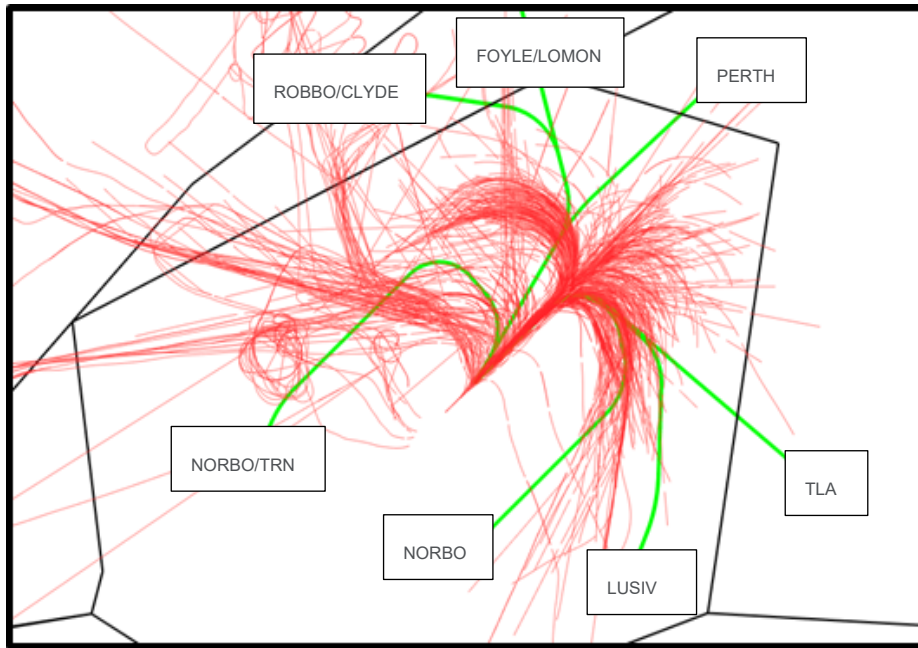 FOYLE/LOMON
PERTH
ROBBO/CLYDE
NORBO/TRN
TLA
NORBO
LUSIV